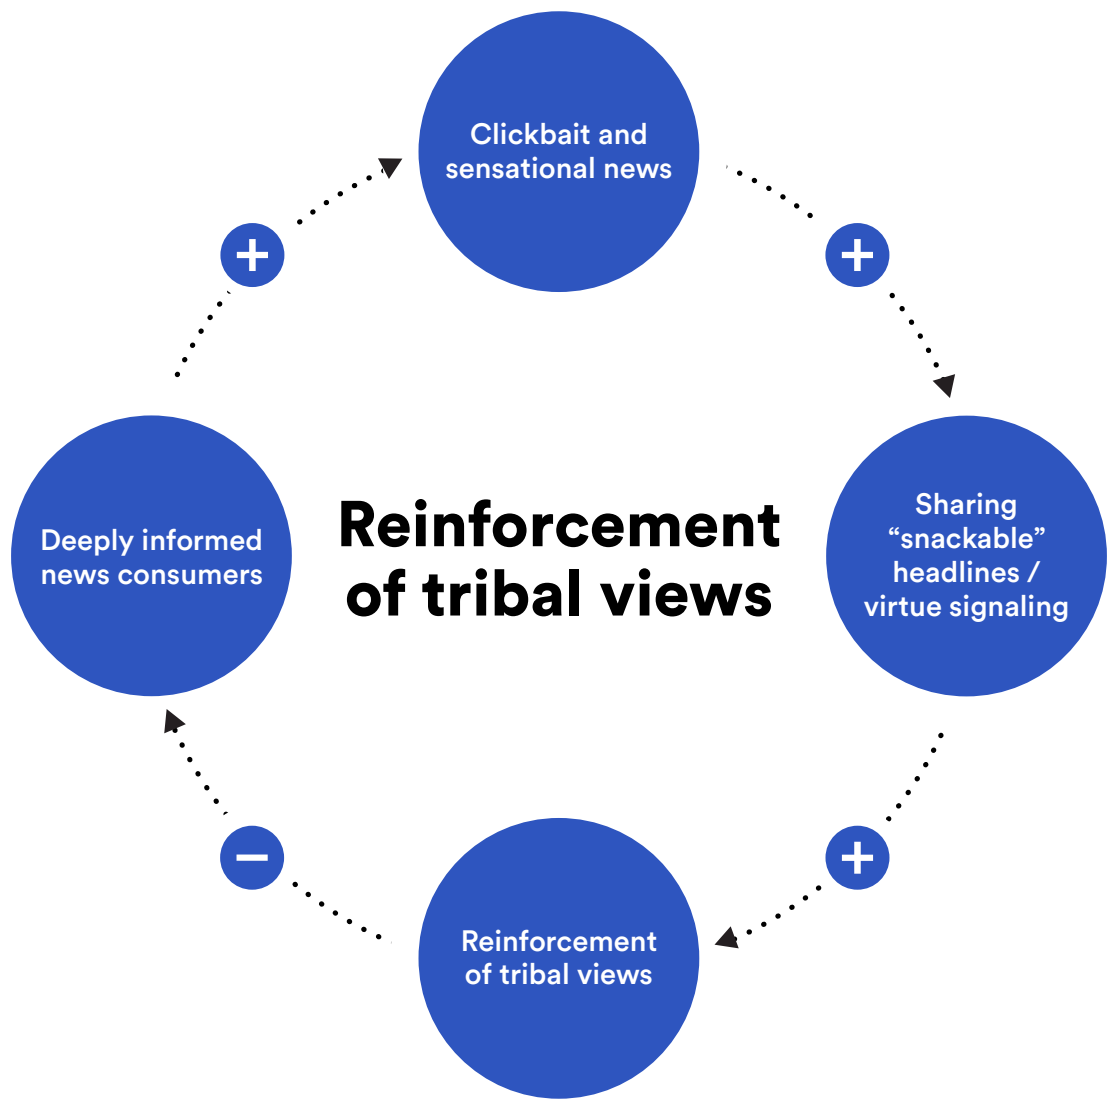 Clickbait and
sensational news
+
+
Deeply informed
news consumers
Reinforcement
of tribal views
Sharing
“snackable”
headlines /
virtue signaling
−
+
Reinforcement
of tribal views